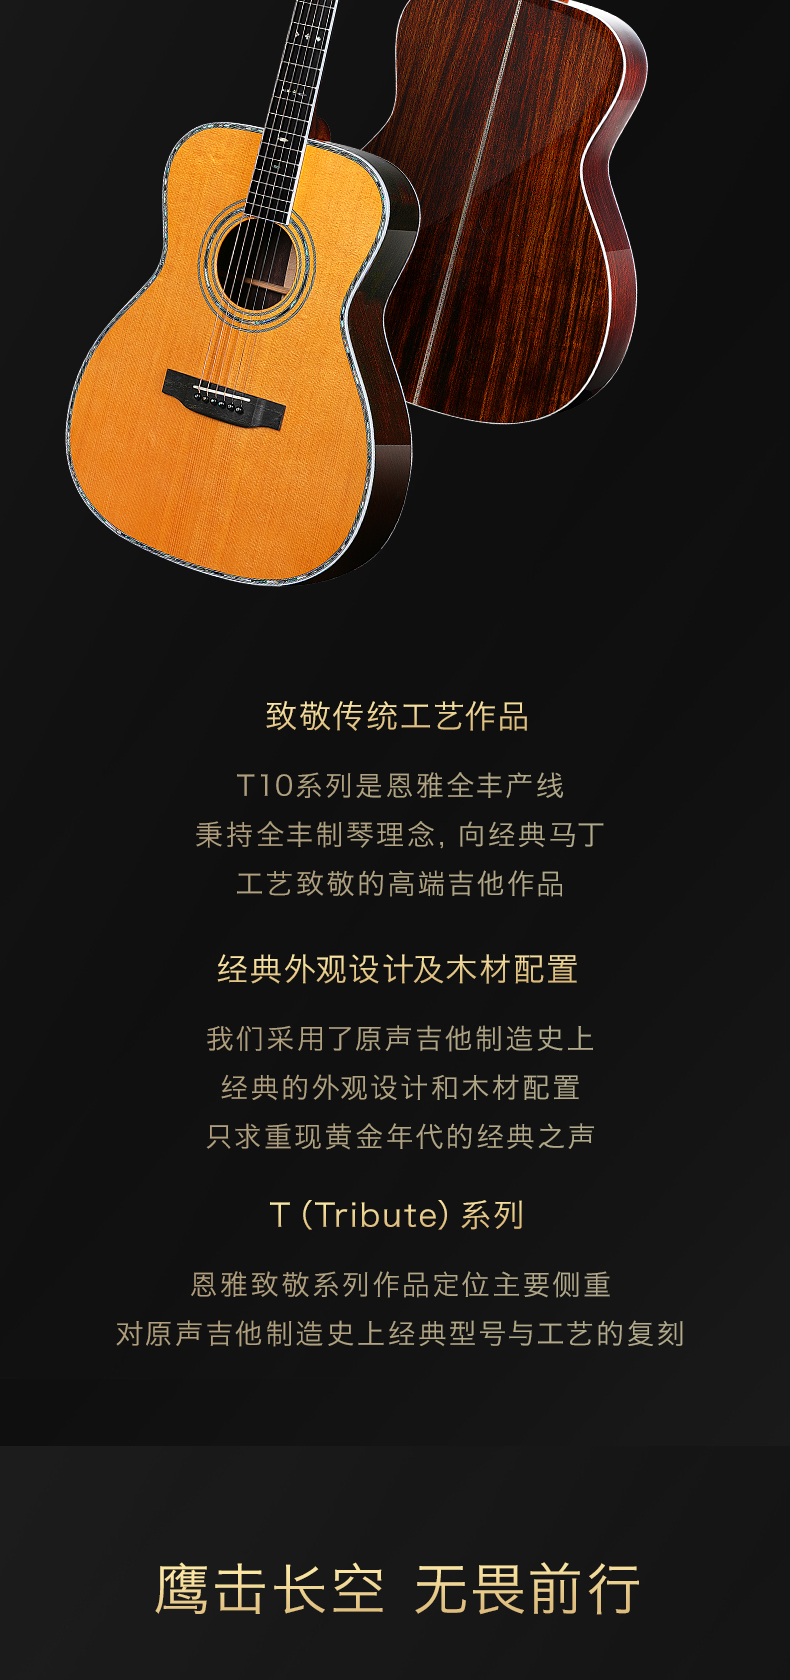 致敬传统工艺作品
T10系列是恩雅全丰产线
秉持全丰制琴理念, 向经典马丁
工艺致敬的高端吉他作品
经典外观设计及木材配置
我们采用了原声吉他制造史上
经典的外观设计和木材配置
只求重现黄金年代的经典之声
T (Tribute) 系列
恩雅致敬系列作品定位主要侧重
对原声吉他制造史上经典型号与工艺的复刻
鹰击长空 无畏前行